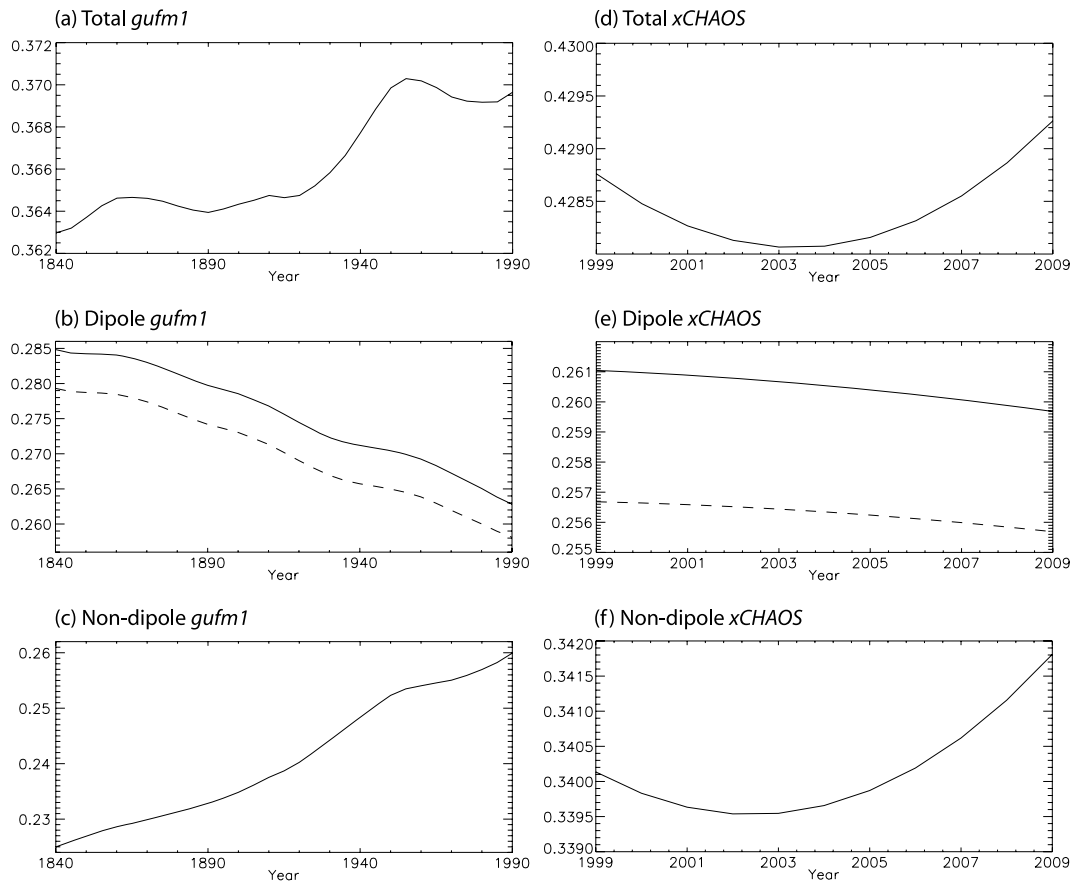 (a) Total gufm1
0.372
0.370
0.368
0.366
0.364
0.362
1840 1890 1940 1990
Year
(d) Total xCHAOS
0.4300
0.4295
0.4290
0.4285
1999 2001 2003 2005 2007 2009
Year
(b) Dipole gufm1
0.285
0.280
0.275
0.270
0.265
0.260
1840 1890 1940 1990
Year
(e) Dipole xCHAOS
0.261
0.260
0.259
0.258
0.257
0.256
0.255
1999 2001 2003 2005 2007 2009
Year
(c) Non-dipole gufm1
0.26
0.25
0.24
0.23
1840 1890 1940 1990
Year
(f) Non-dipole xCHAOS
0.3420
0.3415
0.3410
0.3405
0.3400
0.3395
0.3390
1999 2001 2003 2005 2007 2009
Year